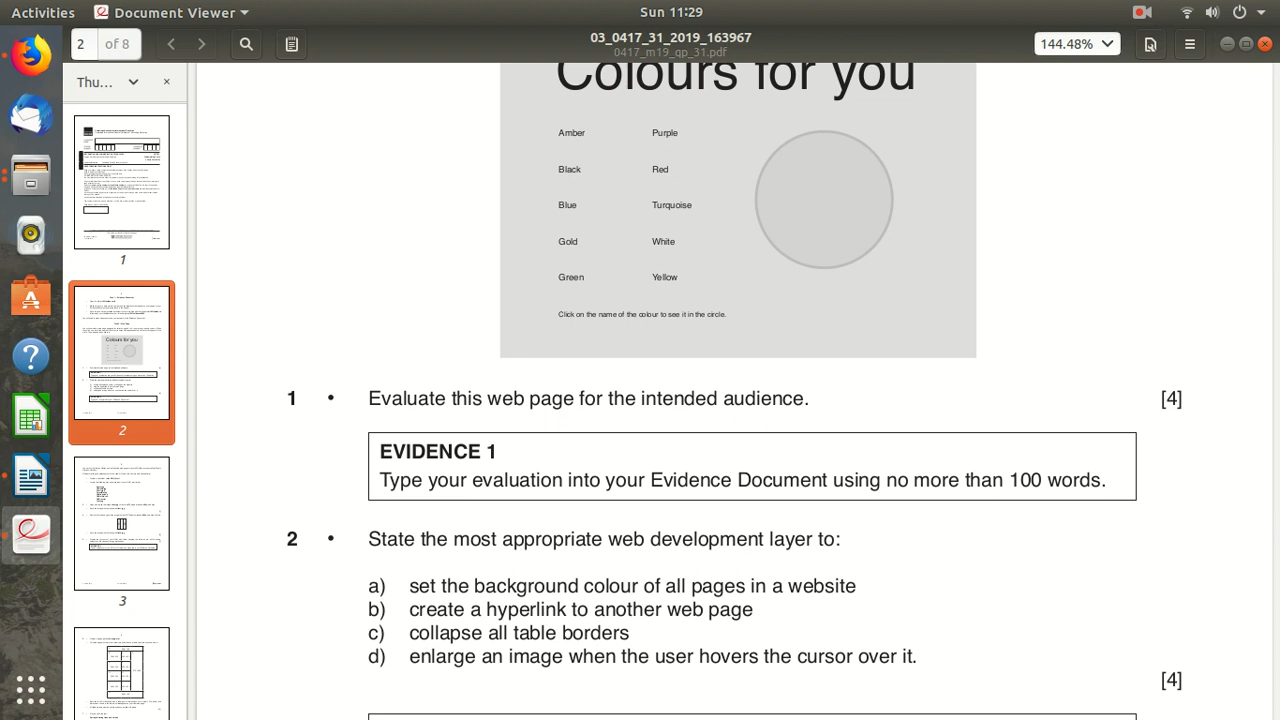 Activities Document Viewer Sun 11:29
03_0417_31_2019_163967
0417_m19_qp_31.pdf
2 of 8
144.48%
Thu...
1
2
3
Colours for you
Amber Purple
Black Red
Blue Turquoise
Gold White
Green Yellow
Click on the name of the colour to see it in the circle.
1 • Evaluate this web page for the intended audience. [4]
EVIDENCE 1
Type your evaluation into your Evidence Document using no more than 100 words.
2 • State the most appropriate web development layer to:
a) set the background colour of all pages in a website
b) create a hyperlink to another web page
c) collapse all table borders
d) enlarge an image when the user hovers the cursor over it.
[4]